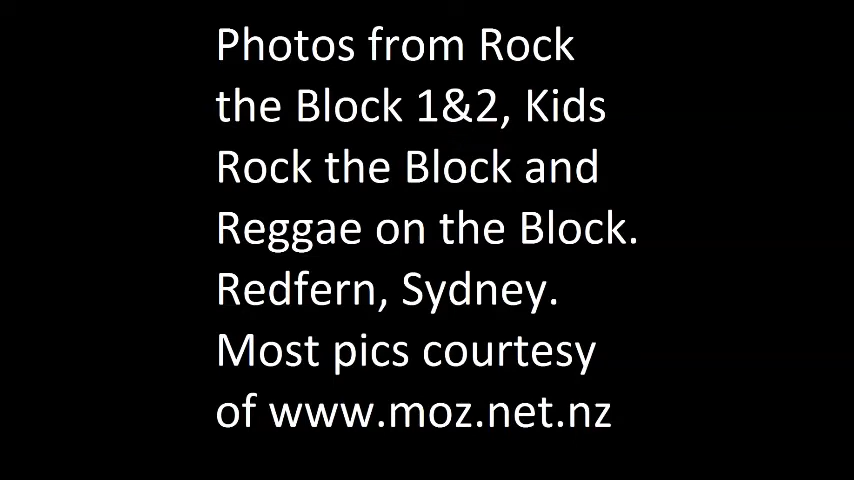 Photos from Rock
the Block 1&2, Kids
Rock the Block and
Reggae on the Block.
Redfern, Sydney.
Most pics courtesy
of www.moz.net.nz